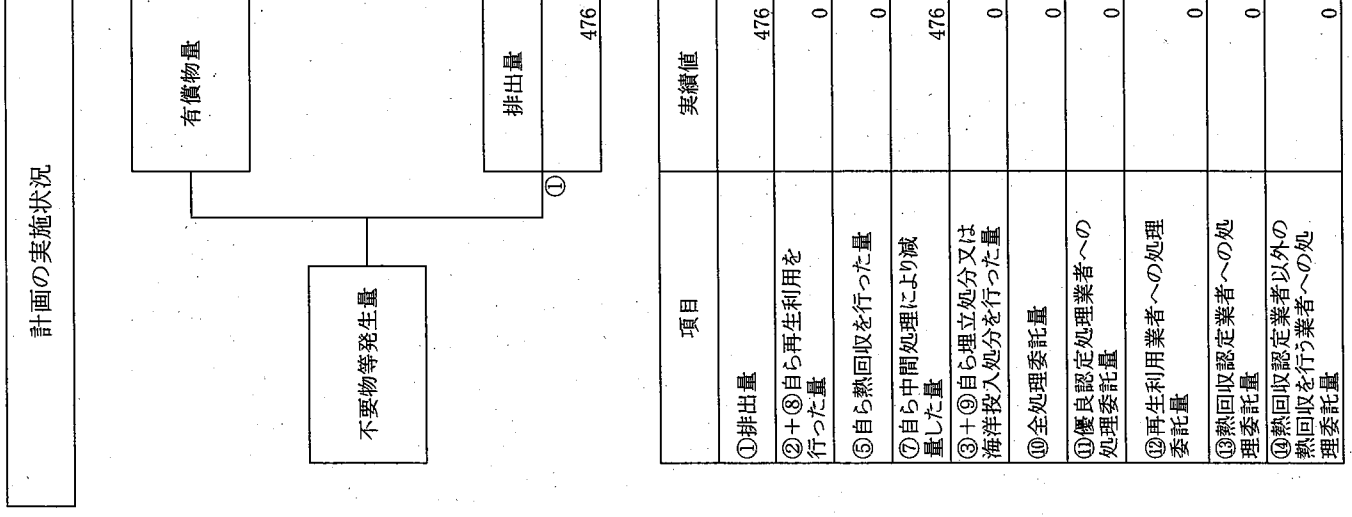 計画の実施状況
有償物量
不要物等発生量
排出量
①
476
項目
実績値
①排出量
476
②+⑧自ら再生利用を
行った量
0
⑤自ら熱回収を行った量
0
⑦自ら中間処理により減
量した量
476
③+⑨自ら埋立処分又は
海洋投入処分を行った量
0
⑩全処理委託量
0
⑪優良認定処理業者への
処理委託量
0
⑫再生利用業者への処理
委託量
0
⑬熱回収認定業者への処
理委託量
0
⑭熱回収認定業者以外の
熱回収を行う業者への処
理委託量
0